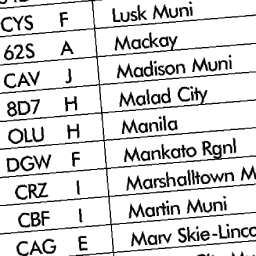 CYS F Lusk Muni
62S A Mackay
CAV J Madison Muni
8D7 H Malad City
OLU H Manila
DGW F Mankato Rgnl
CRZ I Marshalltown M
CBF I Martin Muni
CAG E Marv Skie-Linco